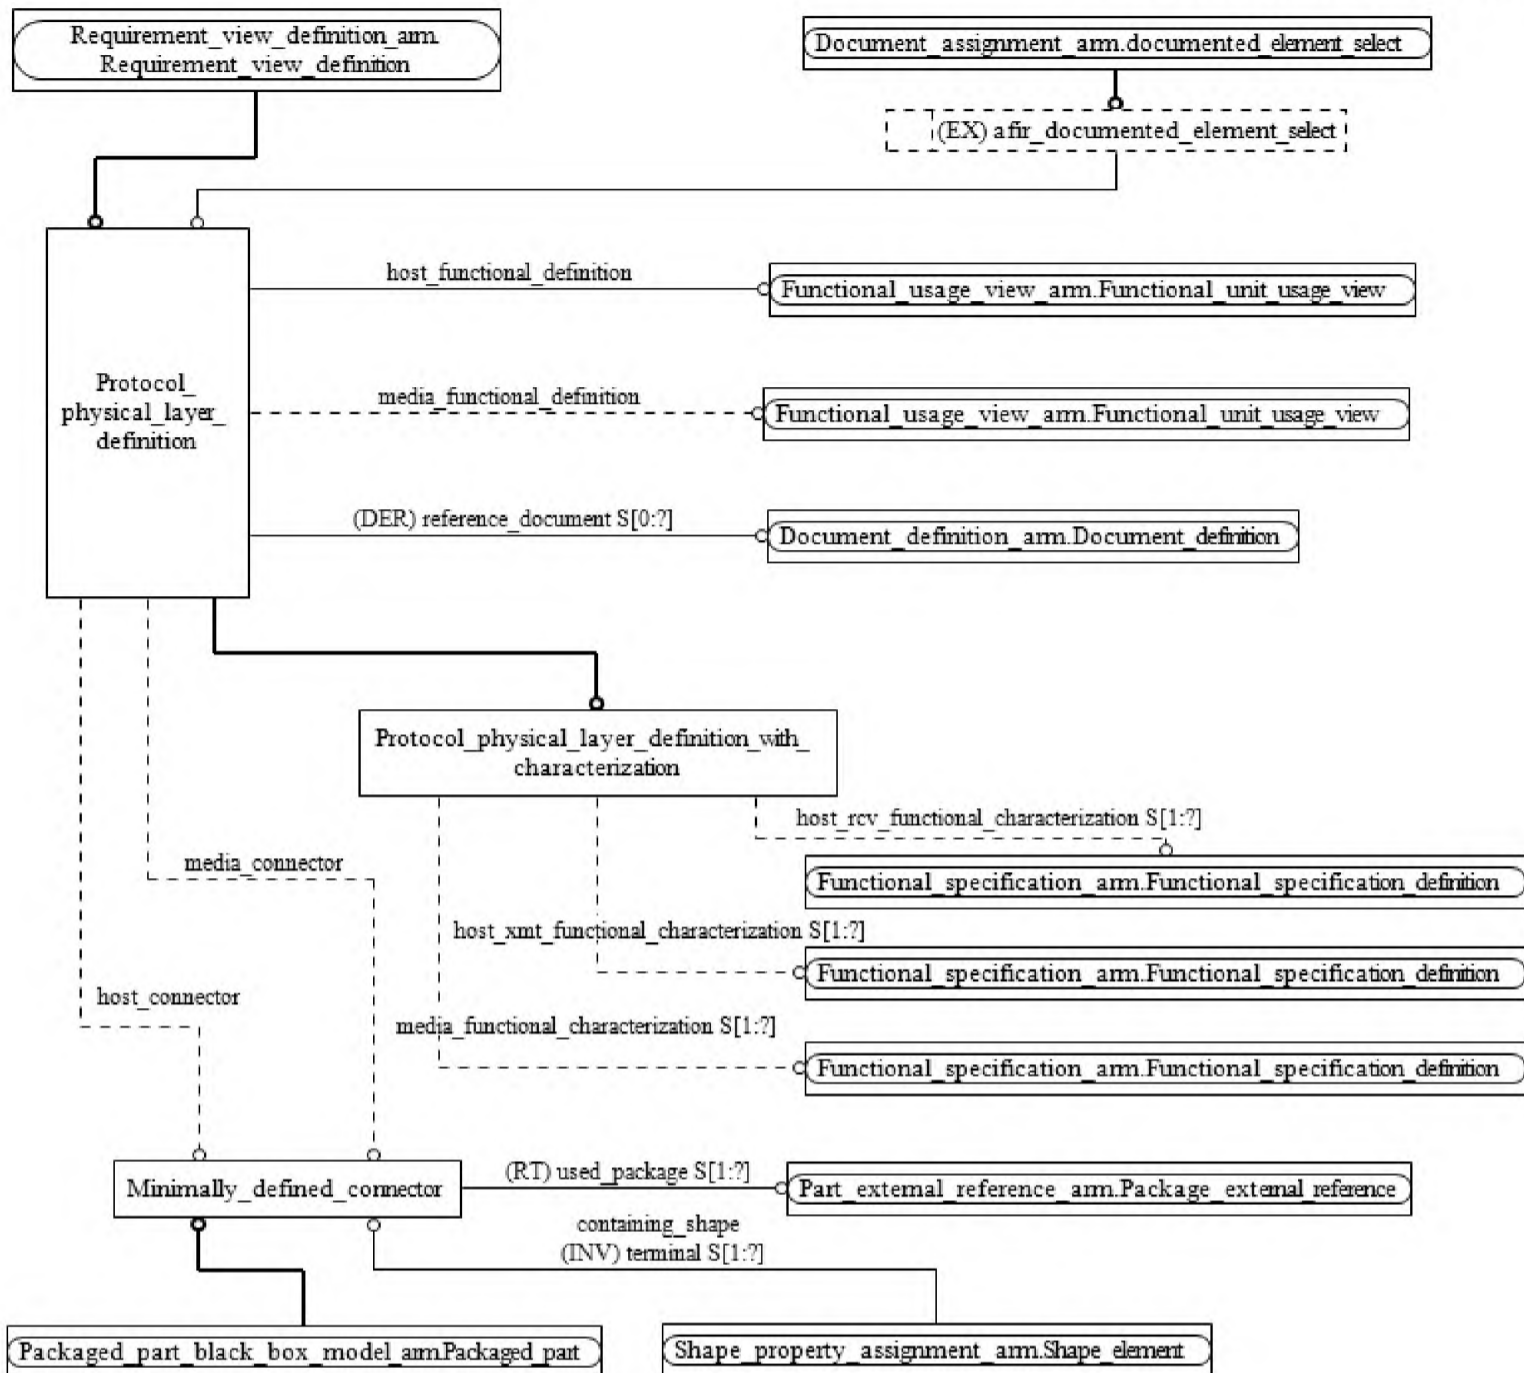 Requirement_view_definition_arm.
Requirement_view_definition
Document_assignment_arm.documented_element_select
(EX) afir_documented_element_select
host_functional_definition
Functional_usage_view_arm.Functional_unit_usage_view
Protocol_
physical_layer_
definition
media_functional_definition
Functional_usage_view_arm.Functional_unit_usage_view
(DER) reference_document S[0:?]
Document_definition_arm.Document_definition
Protocol_physical_layer_definition_with_
characterization
host_rcv_functional_characterization S[1:?]
media_connector
Functional_specification_arm.Functional_specification_definition
host_xmt_functional_characterization S[1:?]
Functional_specification_arm.Functional_specification_definition
host_connector
media_functional_characterization S[1:?]
Functional_specification_arm.Functional_specification_definition
Minimally_defined_connector
(RT) used_package S[1:?]
Part_external_reference_arm.Package_external_reference
containing_shape
(INV) terminal S[1:?]
Packaged_part_black_box_model_arm.Packaged_part
Shape_property_assignment_arm.Shape_element